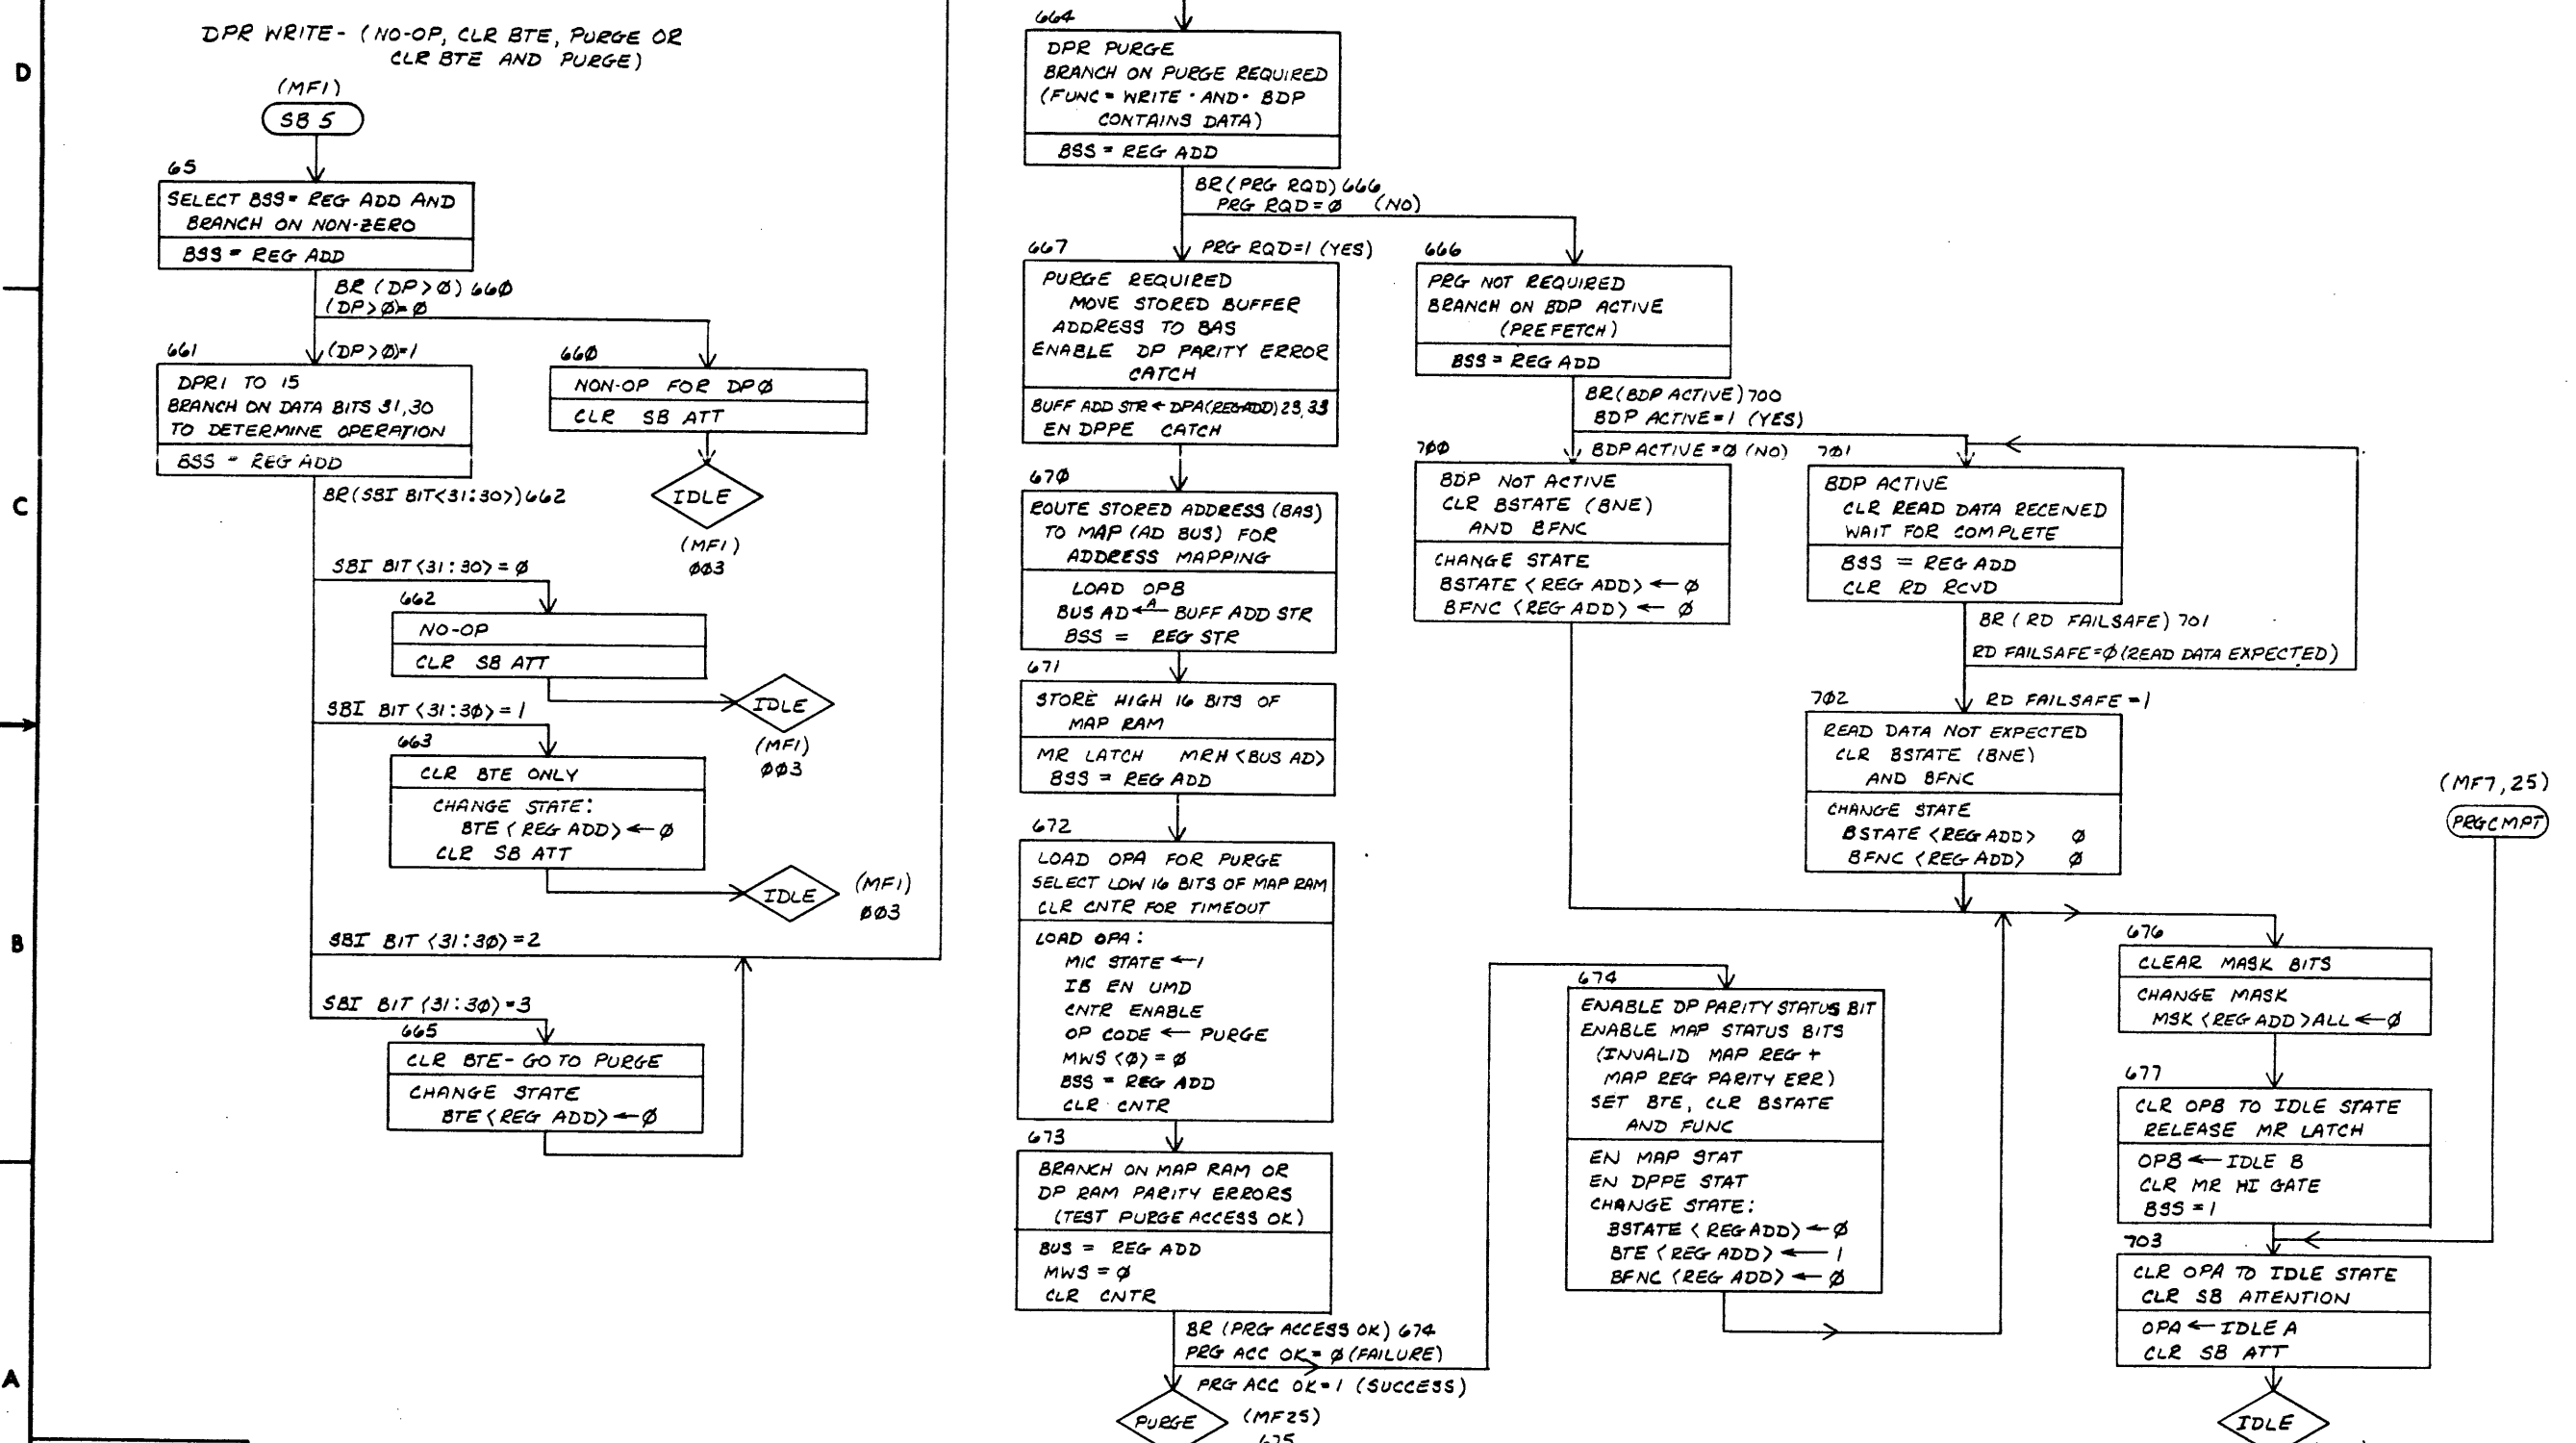 D
C
B
A
DPR WRITE- (NO-OP, CLR BTE, PURGE OR
CLR BTE AND PURGE)
(MF1)
SB 5
65
SELECT BSS= REG ADD AND
BRANCH ON NON-ZERO
BSS = REG ADD
BR (DP>Ø) 66Ø
(DP>Ø)=Ø
(DP>Ø)=1
661
DPR1 TO 15
BRANCH ON DATA BITS 31,30
TO DETERMINE OPERATION
BSS = REG ADD
66Ø
NON-OP FOR DPØ
CLR SB ATT
IDLE
(MF1)
ØØ3
BR(SBI BIT<31:30>)662
SBI BIT <31:30> = Ø
662
NO-OP
CLR SB ATT
IDLE
(MF1)
ØØ3
SBI BIT <31:3Ø> = 1
663
CLR BTE ONLY
CHANGE STATE:
BTE <REG ADD> ← Ø
CLR SB ATT
IDLE
(MF1)
ØØ3
SBI BIT <31:3Ø> = 2
SBI BIT <31:3Ø> = 3
665
CLR BTE- GO TO PURGE
CHANGE STATE
BTE <REG ADD> ← Ø
664
DPR PURGE
BRANCH ON PURGE REQUIRED
(FUNC = WRITE · AND · BDP
CONTAINS DATA)
BSS = REG ADD
BR (PRG RQD) 666
PRG RQD = Ø (NO)
PRG RQD=1 (YES)
667
PURGE REQUIRED
MOVE STORED BUFFER
ADDRESS TO BAS
ENABLE DP PARITY ERROR
CATCH
BUFF ADD STR ← DPA(REGADD) 23,33
EN DPPE CATCH
67Ø
ROUTE STORED ADDRESS (BAS)
TO MAP (AD BUS) FOR
ADDRESS MAPPING
LOAD OPB
BUS AD ←A BUFF ADD STR
BSS = REG STR
671
STORE HIGH 16 BITS OF
MAP RAM
MR LATCH MRH <BUS AD>
BSS = REG ADD
672
LOAD OPA FOR PURGE
SELECT LOW 16 BITS OF MAP RAM
CLR CNTR FOR TIMEOUT
LOAD OPA:
MIC STATE ← 1
IB EN UMD
CNTR ENABLE
OP CODE ← PURGE
MWS <Ø> = Ø
BSS = REG ADD
CLR CNTR
673
BRANCH ON MAP RAM OR
DP RAM PARITY ERRORS
(TEST PURGE ACCESS OK)
BUS = REG ADD
MWS = Ø
CLR CNTR
BR (PRG ACCESS OK) 674
PRG ACC OK = Ø (FAILURE)
PRG ACC OK=1 (SUCCESS)
PURGE
(MF25)
675
666
PRG NOT REQUIRED
BRANCH ON BDP ACTIVE
(PREFETCH)
BSS = REG ADD
BR(BDP ACTIVE) 700
BDP ACTIVE=1 (YES)
BDP ACTIVE=Ø (NO)
7ØØ
BDP NOT ACTIVE
CLR BSTATE (BNE)
AND BFNC
CHANGE STATE
BSTATE <REG ADD> ← Ø
BFNC <REG ADD> ← Ø
7Ø1
BDP ACTIVE
CLR READ DATA RECEIVED
WAIT FOR COMPLETE
BSS = REG ADD
CLR RD RCVD
BR (RD FAILSAFE) 701
RD FAILSAFE=Ø (READ DATA EXPECTED)
RD FAILSAFE =1
7Ø2
READ DATA NOT EXPECTED
CLR BSTATE (BNE)
AND BFNC
CHANGE STATE
BSTATE <REG ADD> Ø
BFNC <REG ADD> Ø
674
ENABLE DP PARITY STATUS BIT
ENABLE MAP STATUS BITS
(INVALID MAP REG +
MAP REG PARITY ERR)
SET BTE, CLR BSTATE
AND FUNC
EN MAP STAT
EN DPPE STAT
CHANGE STATE:
BSTATE <REG ADD> ← Ø
BTE <REG ADD> ← 1
BFNC <REG ADD> ← Ø
(MF7,25)
PRGCMPT
676
CLEAR MASK BITS
CHANGE MASK
MSK <REG ADD> ALL ← Ø
677
CLR OPB TO IDLE STATE
RELEASE MR LATCH
OPB ← IDLE B
CLR MR HI GATE
BSS = 1
703
CLR OPA TO IDLE STATE
CLR SB ATTENTION
OPA ← IDLE A
CLR SB ATT
IDLE